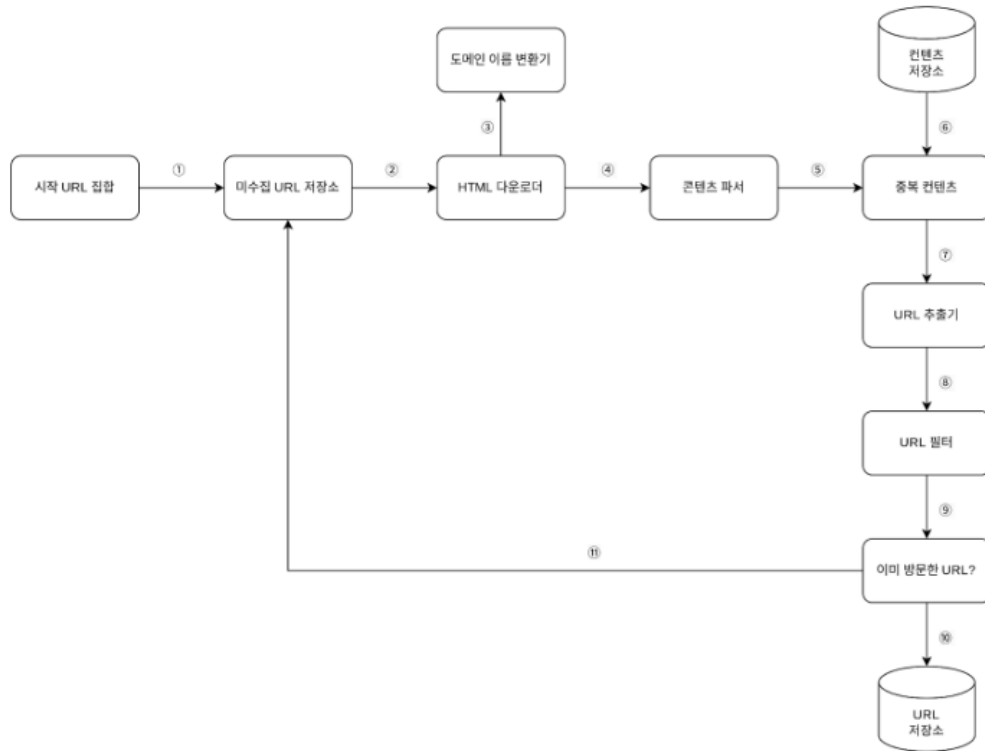 도메인 이름 변환기
컨텐츠
저장소
③
⑥
시작 URL 집합
①
미수집 URL 저장소
②
HTML 다운로더
④
콘텐츠 파서
⑤
중복 컨텐츠
⑦
URL 추출기
⑧
URL 필터
⑨
⑪
이미 방문한 URL?
⑩
URL
저장소